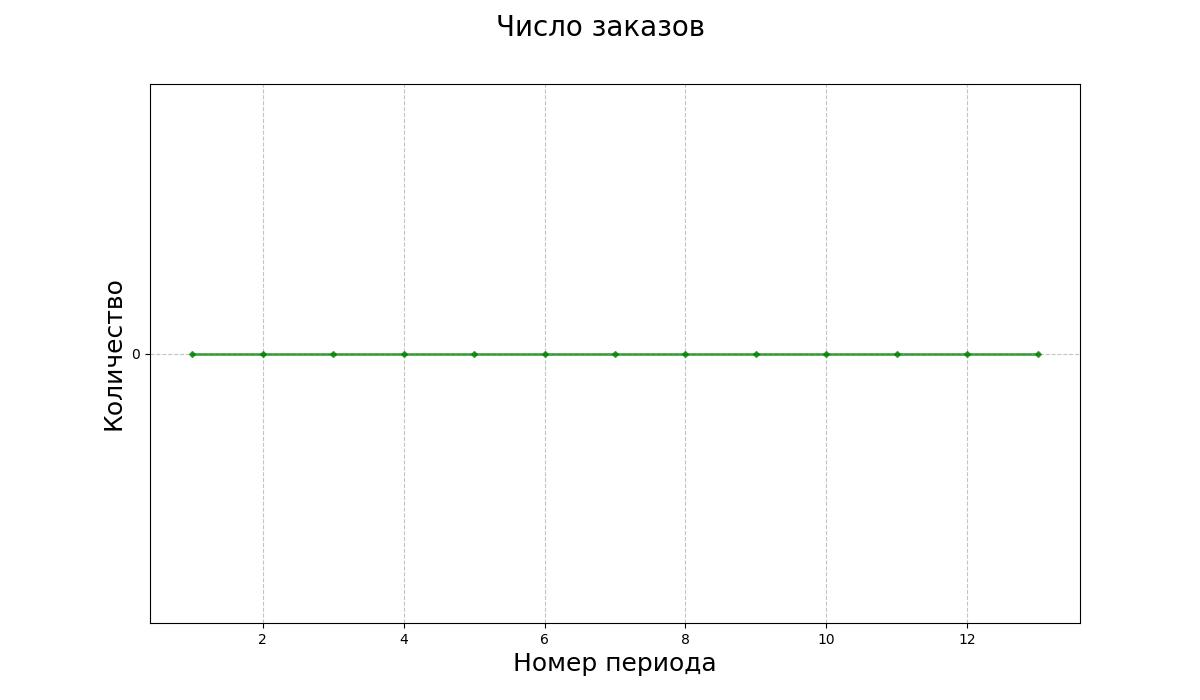 Число заказов
Количество
0
2 4 6 8 10 12
Номер периода